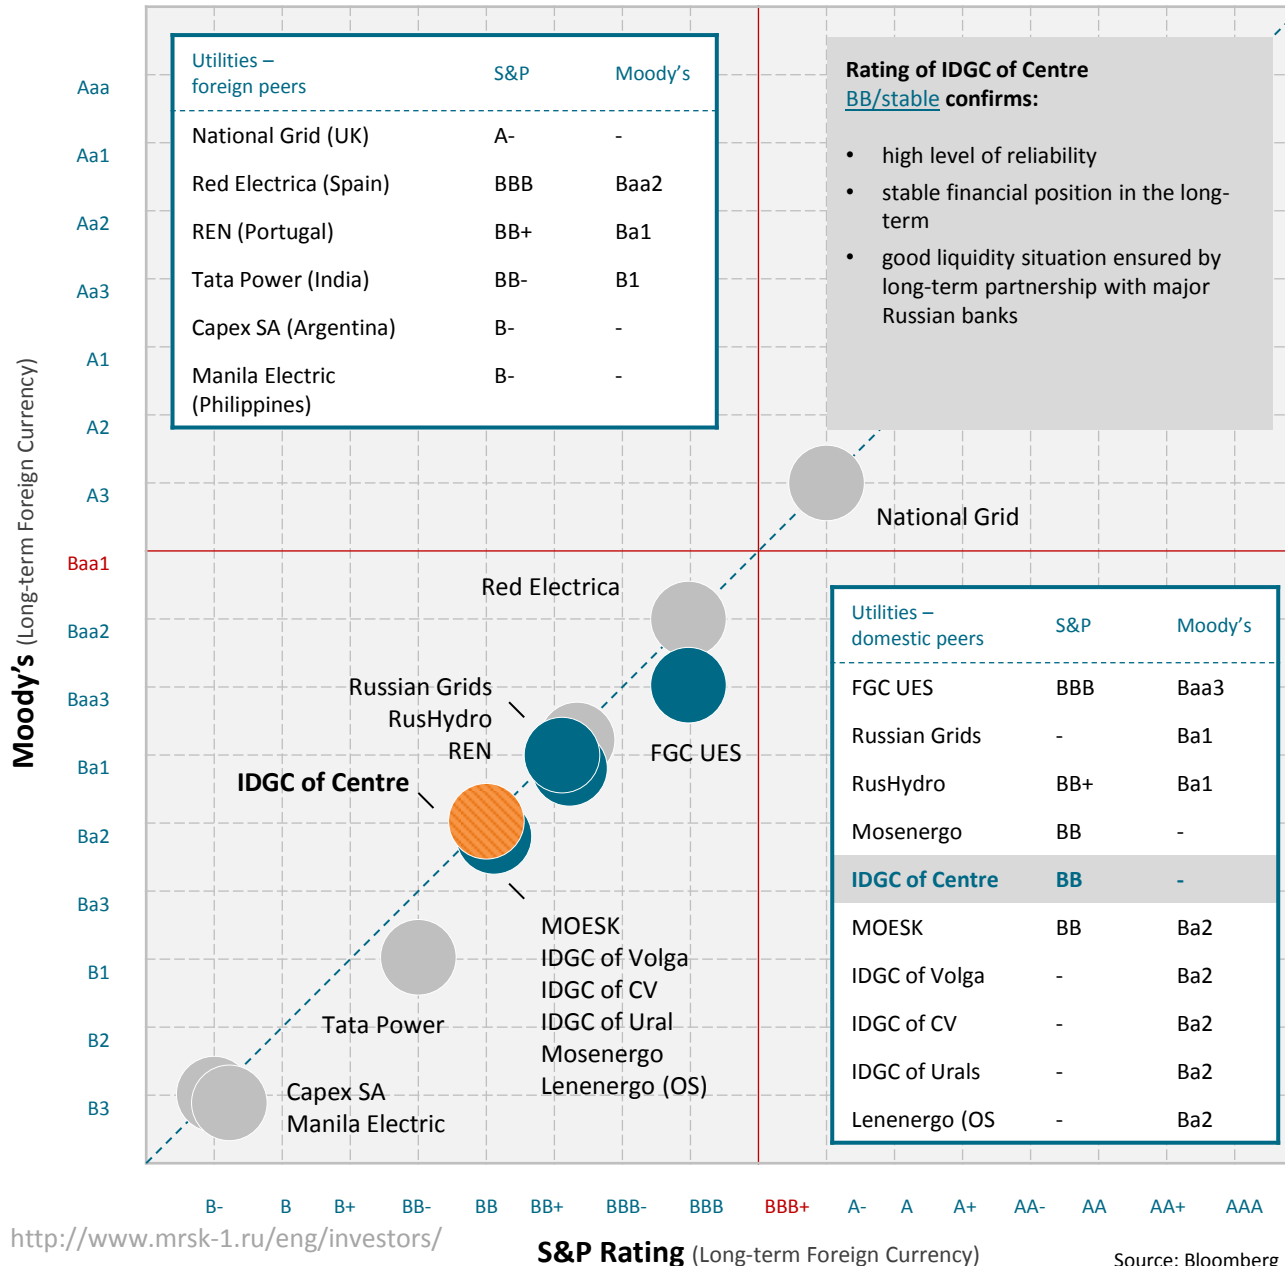 Utilities –
foreign peers
S&P
Moody's
National Grid (UK) A- -
Red Electrica (Spain) BBB Baa2
REN (Portugal) BB+ Ba1
Tata Power (India) BB- B1
Capex SA (Argentina) B- -
Manila Electric B- -
(Philippines)
Rating of IDGC of Centre
BB/stable confirms:
• high level of reliability
• stable financial position in the long-
term
• good liquidity situation ensured by
long-term partnership with major
Russian banks
Moody's (Long-term Foreign Currency)
Aaa
Aa1
Aa2
Aa3
A1
A2
A3
Baa1
Baa2
Baa3
Ba1
Ba2
Ba3
B1
B2
B3
National Grid
Red Electrica
Russian Grids
RusHydro
REN
FGC UES
IDGC of Centre
MOESK
IDGC of Volga
IDGC of CV
IDGC of Ural
Mosenergo
Lenenergo (OS)
Tata Power
Capex SA
Manila Electric
Utilities –
domestic peers
S&P
Moody's
FGC UES BBB Baa3
Russian Grids - Ba1
RusHydro BB+ Ba1
Mosenergo BB -
IDGC of Centre BB -
MOESK BB Ba2
IDGC of Volga - Ba2
IDGC of CV - Ba2
IDGC of Urals - Ba2
Lenenergo (OS - Ba2
B- B B+ BB- BB BB+ BBB- BBB BBB+ A- A A+ AA- AA AA+ AAA
http://www.mrsk-1.ru/eng/investors/
S&P Rating (Long-term Foreign Currency)
Source: Bloomberg